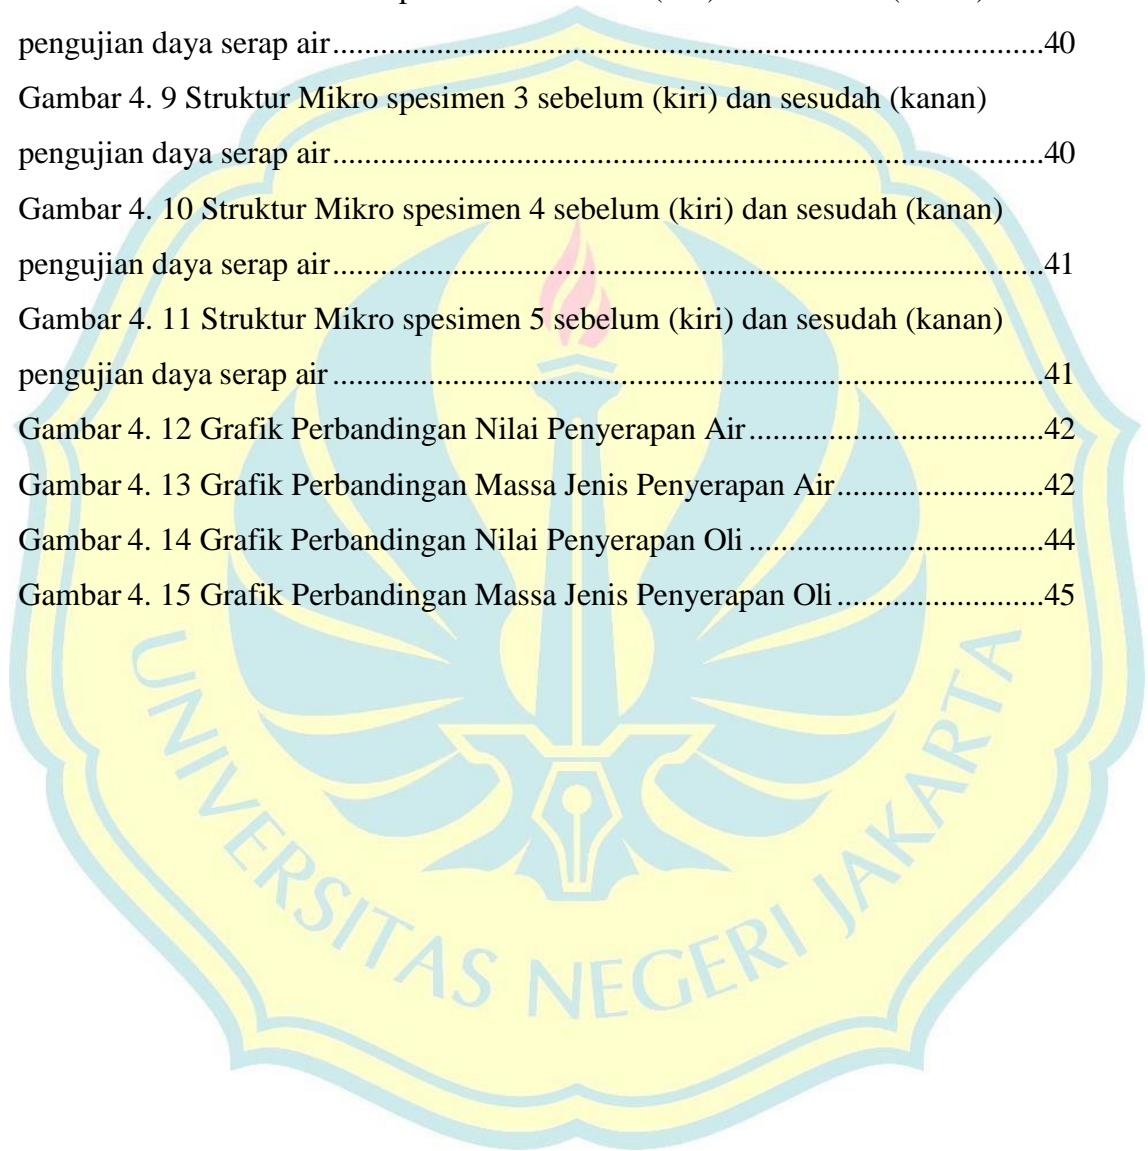 pengujian daya serap air.........................................................................................40
Gambar 4. 9 Struktur Mikro spesimen 3 sebelum (kiri) dan sesudah (kanan)
pengujian daya serap air.........................................................................................40
Gambar 4. 10 Struktur Mikro spesimen 4 sebelum (kiri) dan sesudah (kanan)
pengujian daya serap air.........................................................................................41
Gambar 4. 11 Struktur Mikro spesimen 5 sebelum (kiri) dan sesudah (kanan)
pengujian daya serap air.........................................................................................41
Gambar 4. 12 Grafik Perbandingan Nilai Penyerapan Air.....................................42
Gambar 4. 13 Grafik Perbandingan Massa Jenis Penyerapan Air..........................42
Gambar 4. 14 Grafik Perbandingan Nilai Penyerapan Oli.....................................44
Gambar 4. 15 Grafik Perbandingan Massa Jenis Penyerapan Oli..........................45
UNIVERSITAS NEGERI JAKARTA